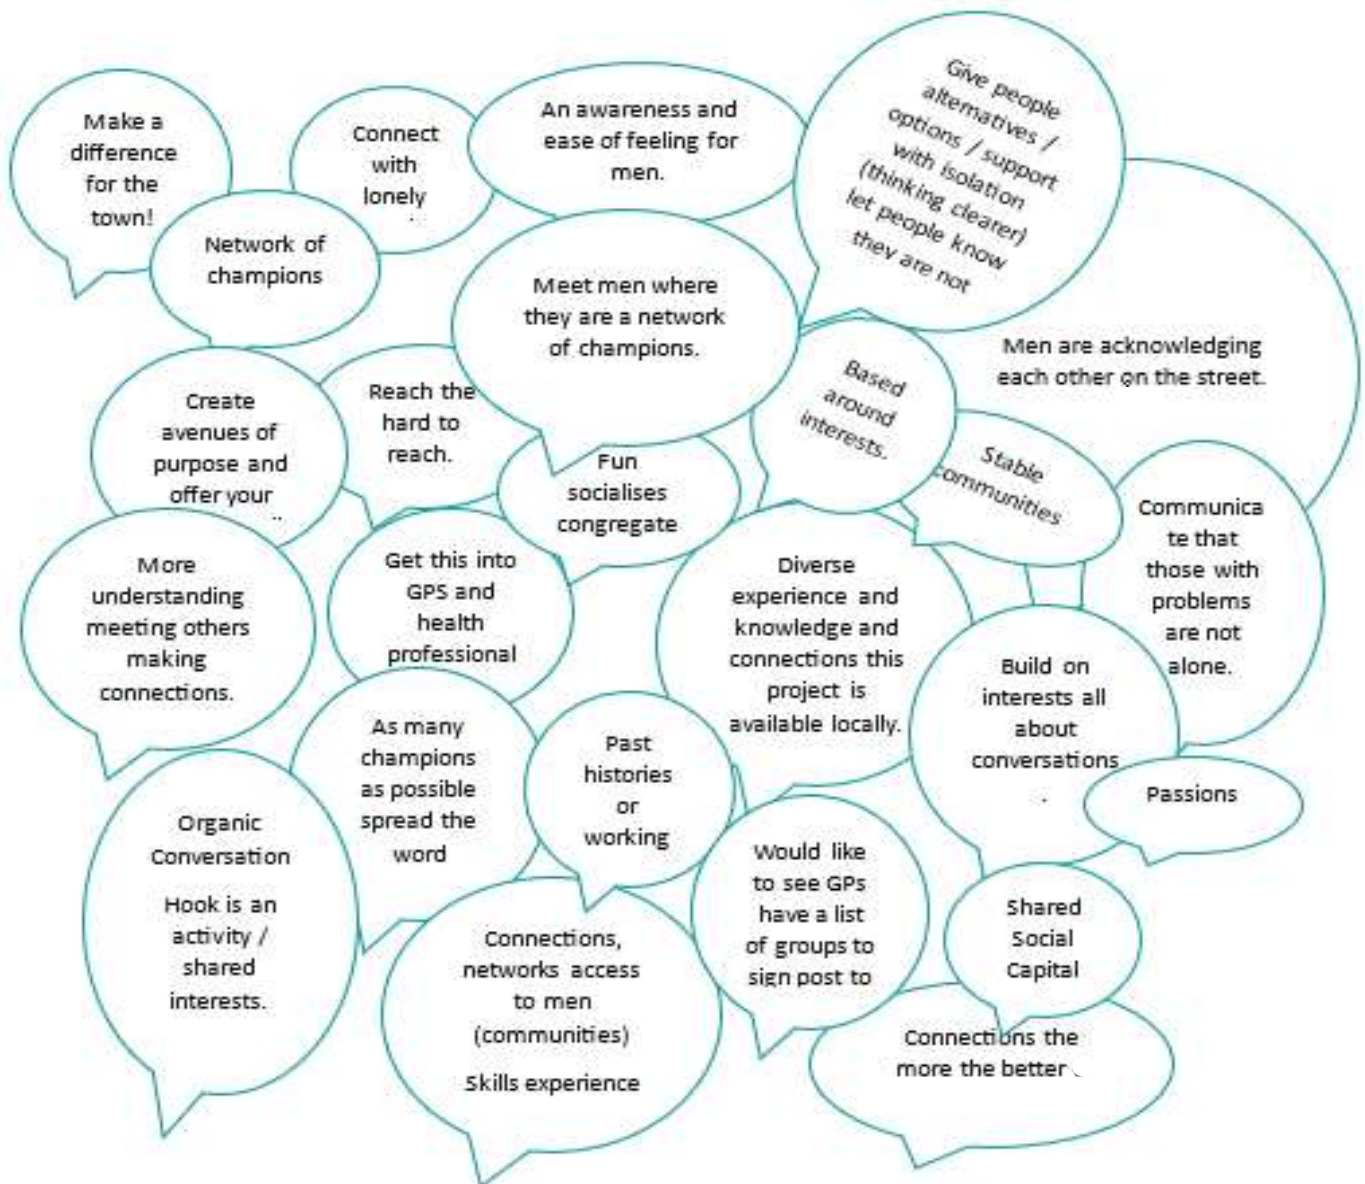 Make a
difference
for the
town!
Connect
with
lonely
An awareness and
ease of feeling for
men.
Give people
alternatives /
options / support
with isolation
(thinking clearer)
let people know
they are not
Network of
champions
Meet men where
they are a network
of champions.
Men are acknowledging
each other on the street.
Create
avenues of
purpose and
offer your
Reach the
hard to
reach.
Based
around
interests.
Fun
socialises
congregate
Stable
communities
Communica
te that
those with
problems
are not
alone.
More
understanding
meeting others
making
connections.
Get this into
GPS and
health
professional
Diverse
experience and
knowledge and
connections this
project is
available locally.
Build on
interests all
about
conversations
.
As many
champions
as possible
spread the
word
Past
histories
or
working
Passions
Organic
Conversation
Hook is an
activity /
shared
interests.
Would like
to see GPs
have a list
of groups to
sign post to
Shared
Social
Capital
Connections,
networks access
to men
(communities)
Skills experience
Connections the
more the better